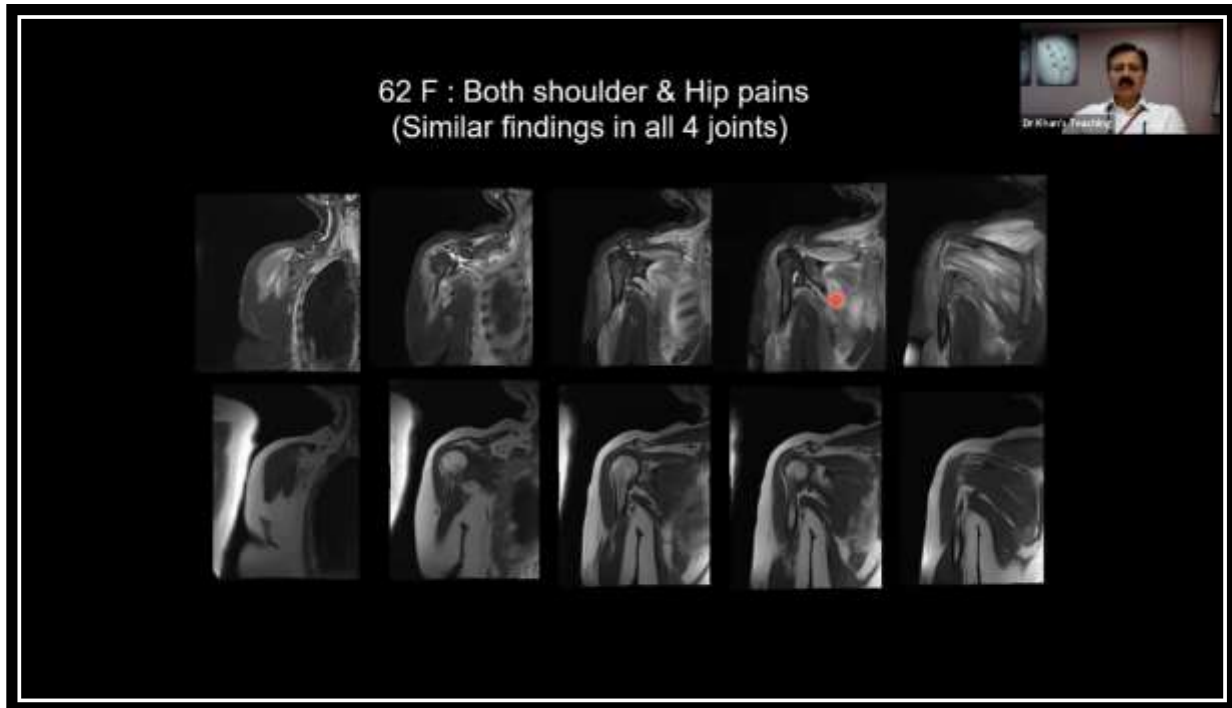 62 F : Both shoulder & Hip pains
(Similar findings in all 4 joints)
Dr Khan's Teaching